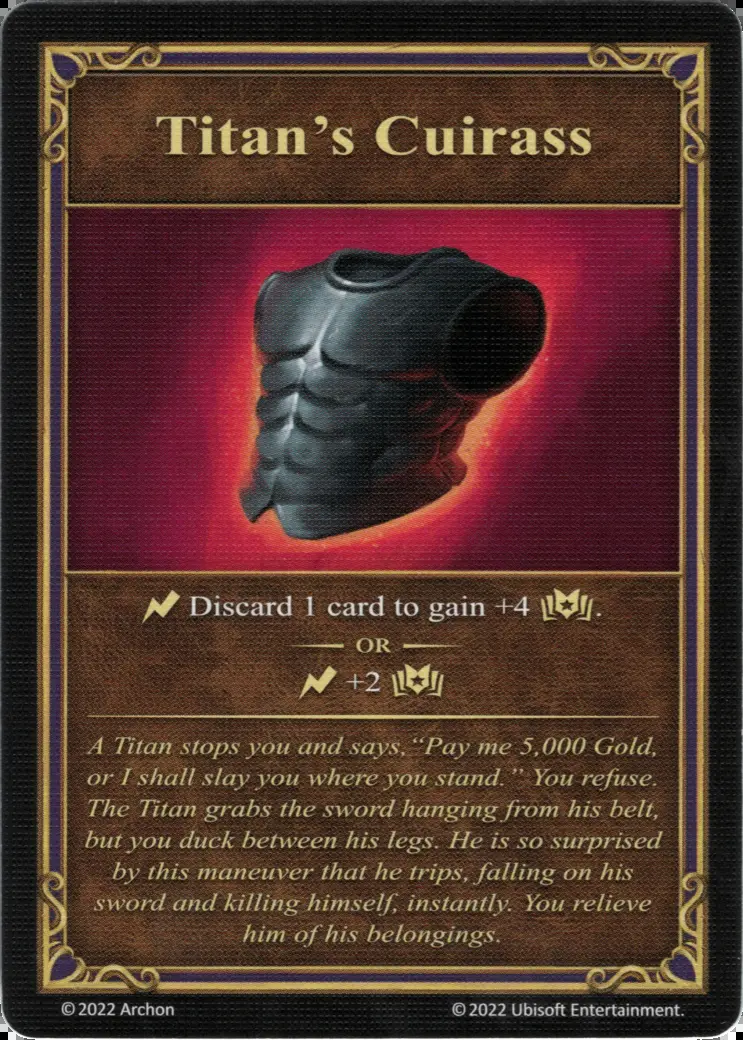 Titan's Cuirass
Discard 1 card to gain +4 .
OR
+2
A Titan stops you and says, “Pay me 5,000 Gold,
or I shall slay you where you stand.” You refuse.
The Titan grabs the sword hanging from his belt,
but you duck between his legs. He is so surprised
by this maneuver that he trips, falling on his
sword and killing himself, instantly. You relieve
him of his belongings.
© 2022 Archon
© 2022 Ubisoft Entertainment.